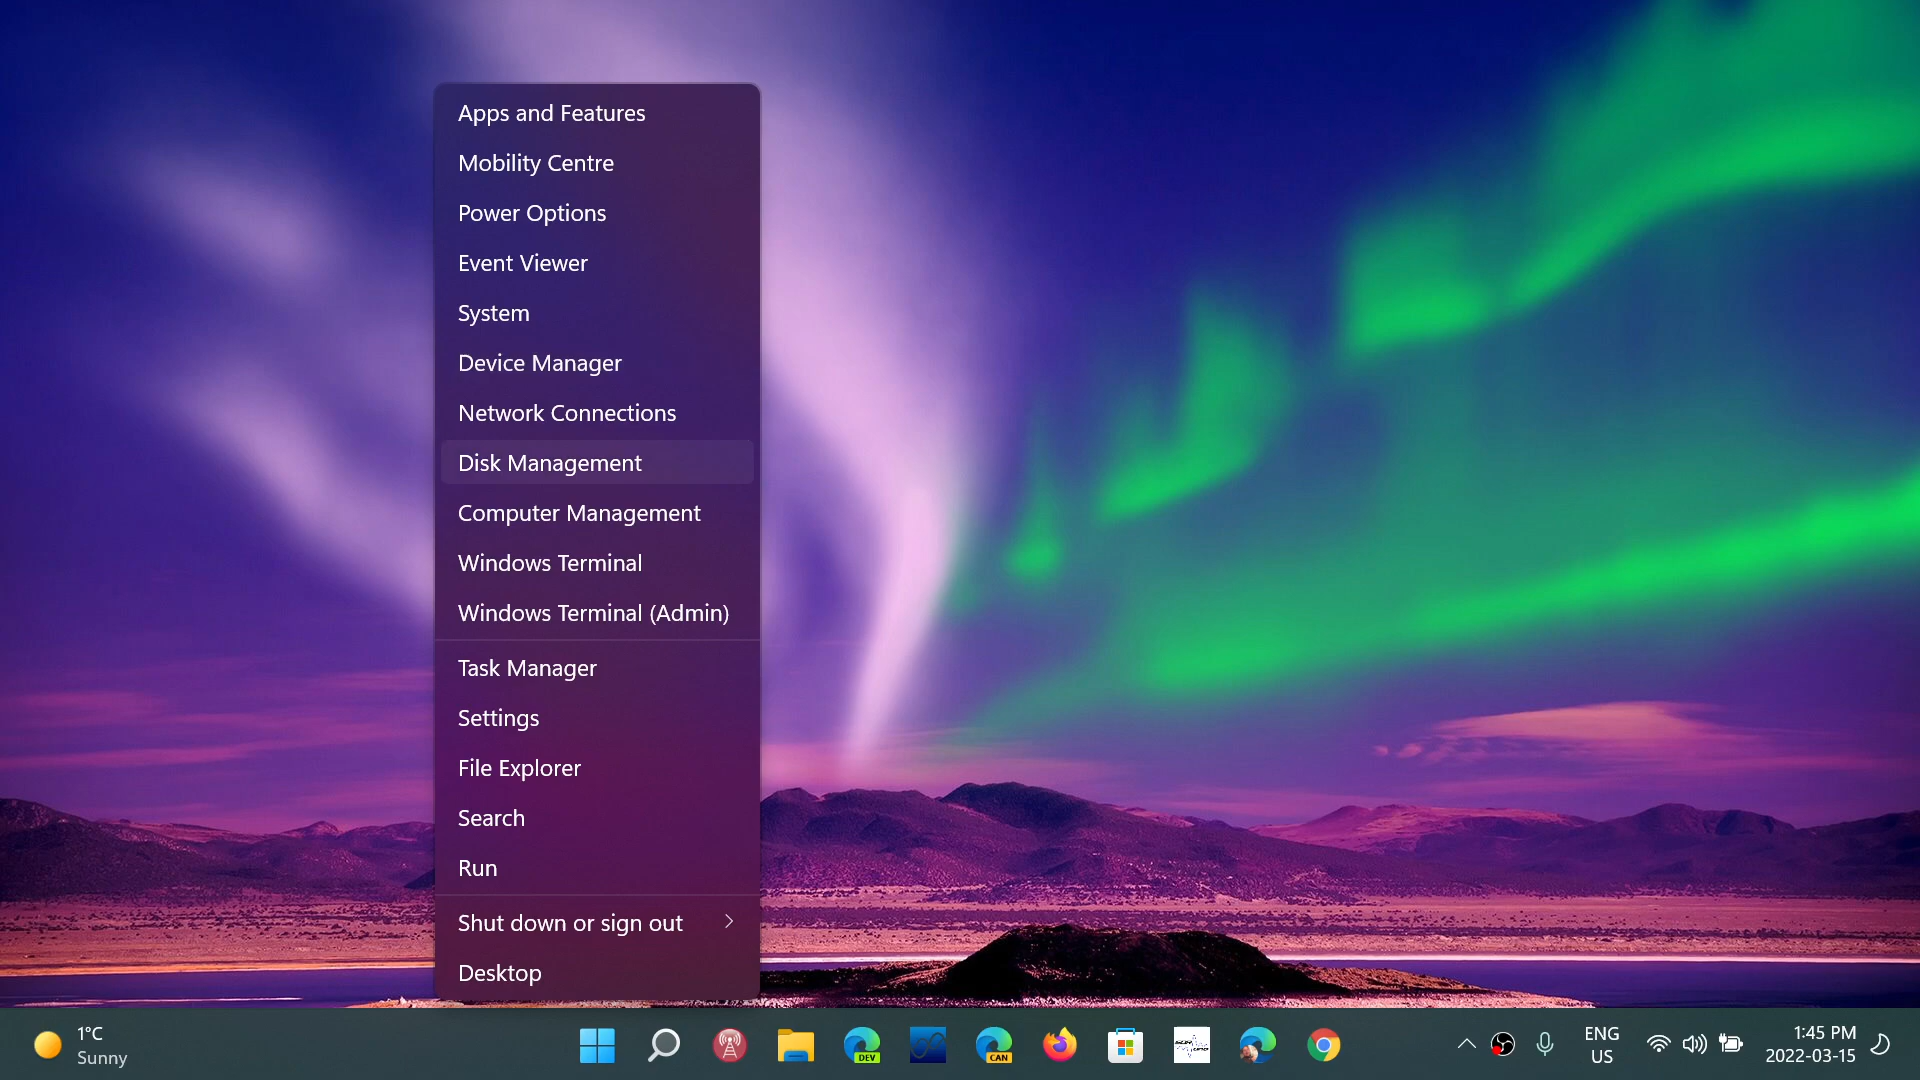 Apps and Features
Mobility Centre
Power Options
Event Viewer
System
Device Manager
Network Connections
Disk Management
Computer Management
Windows Terminal
Windows Terminal (Admin)
Task Manager
Settings
File Explorer
Search
Run
Shut down or sign out
Desktop
1°C
Sunny
DEV
CAN
ENG
US
1:45 PM
2022-03-15